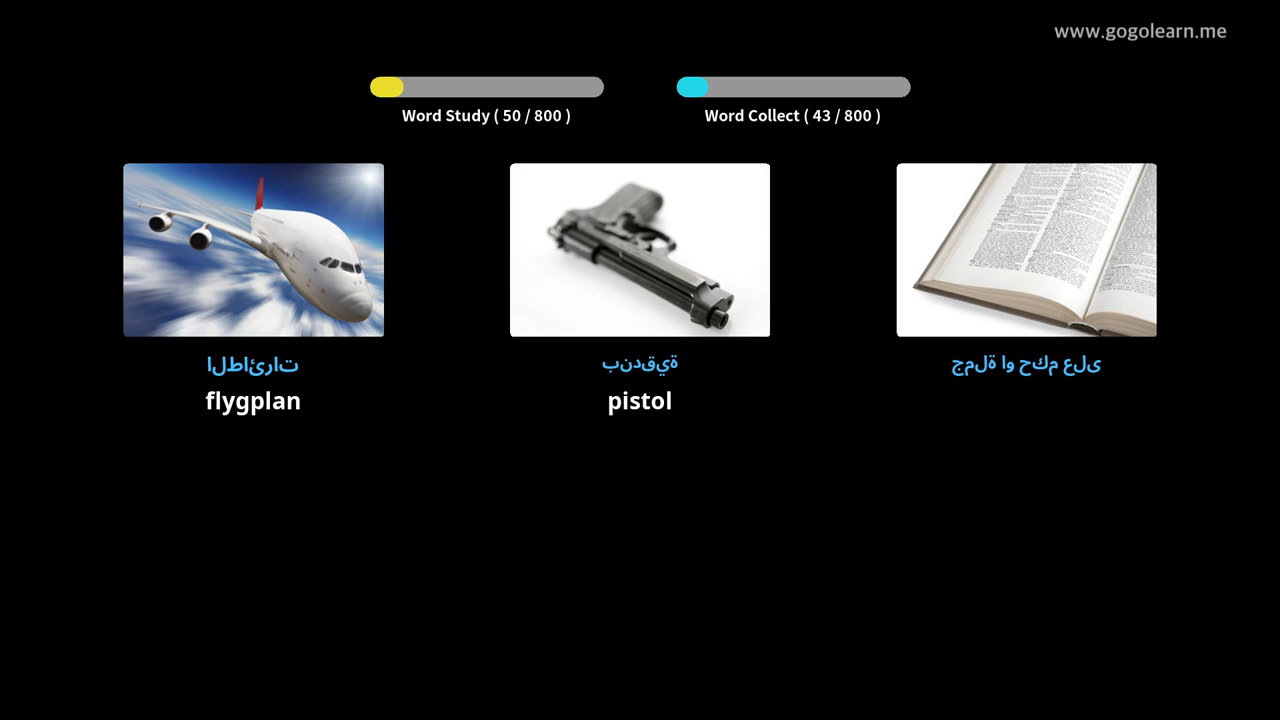 www.gogolearn.me
Word Study ( 50 / 800 )
Word Collect ( 43 / 800 )
الطائرات
flygplan
بندقية
pistol
جملة او حكم على